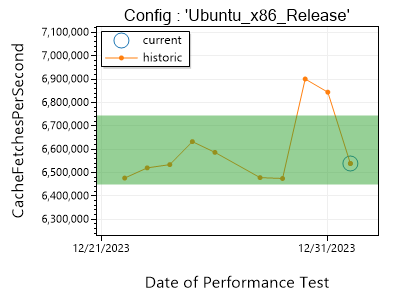 Config : 'Ubuntu_x86_Release'
CacheFetchesPerSecond
7,100,000
7,000,000
6,900,000
6,800,000
6,700,000
6,600,000
6,500,000
6,400,000
6,300,000
current
historic
12/21/2023
12/31/2023
Date of Performance Test